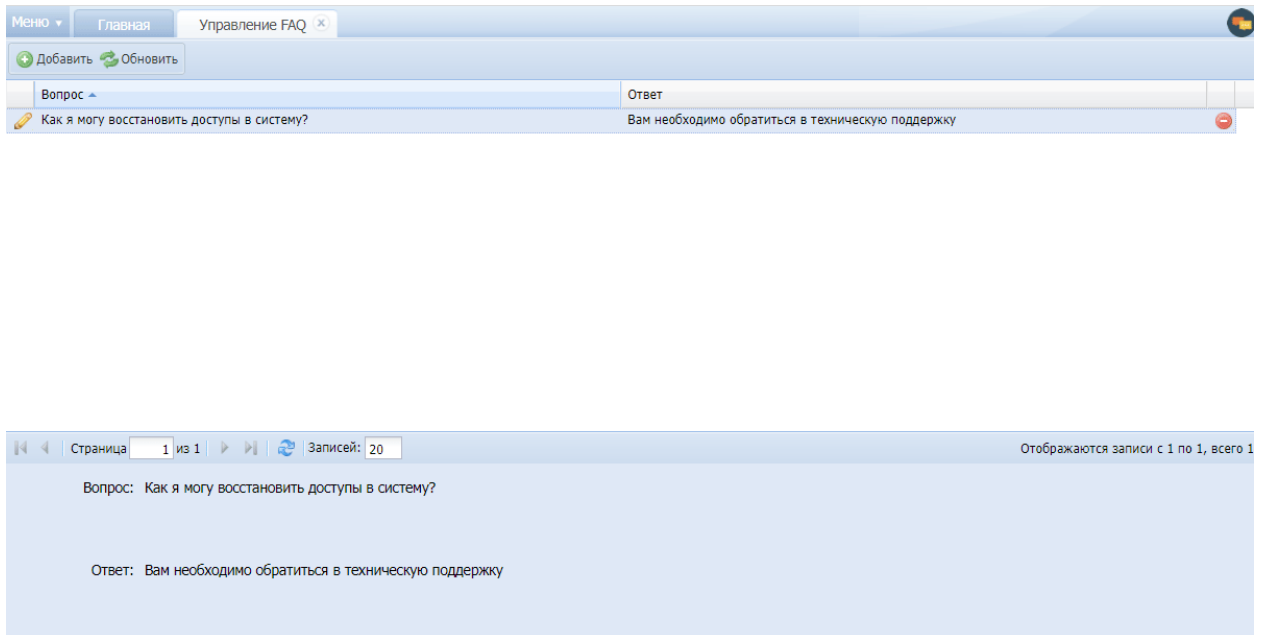 Меню Главная Управление FAQ
Добавить Обновить
Вопрос Ответ
Как я могу восстановить доступы в систему? Вам необходимо обратиться в техническую поддержку
Страница 1 из 1 Записей: 20 Отображаются записи с 1 по 1, всего 1
Вопрос: Как я могу восстановить доступы в систему?
Ответ: Вам необходимо обратиться в техническую поддержку